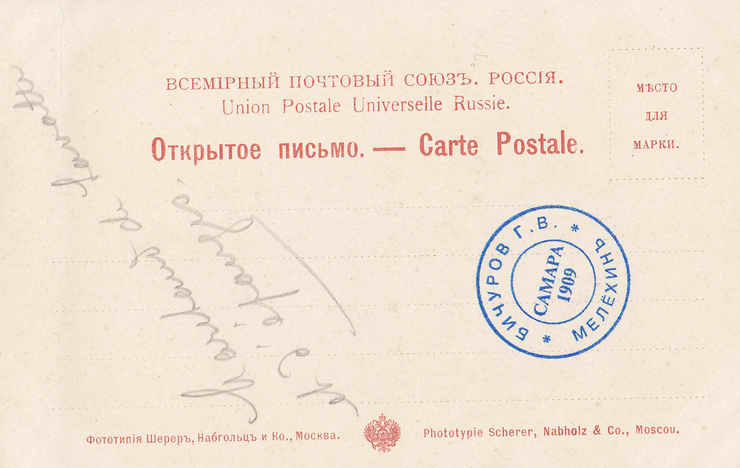 ВСЕМІРНЫЙ ПОЧТОВЫЙ СОЮЗЪ. РОССІЯ.
Union Postale Universelle Russie.
Открытое письмо. — Carte Postale.
МѢСТО
ДЛЯ
МАРКИ.
БИЧУРОВ Г. В. * МЕЛЁХИНЪ *
САМАРА
1909
Фототипія Шереръ, Набгольцъ и Ко., Москва.
Phototypie Scherer, Nabholz & Co., Moscou.